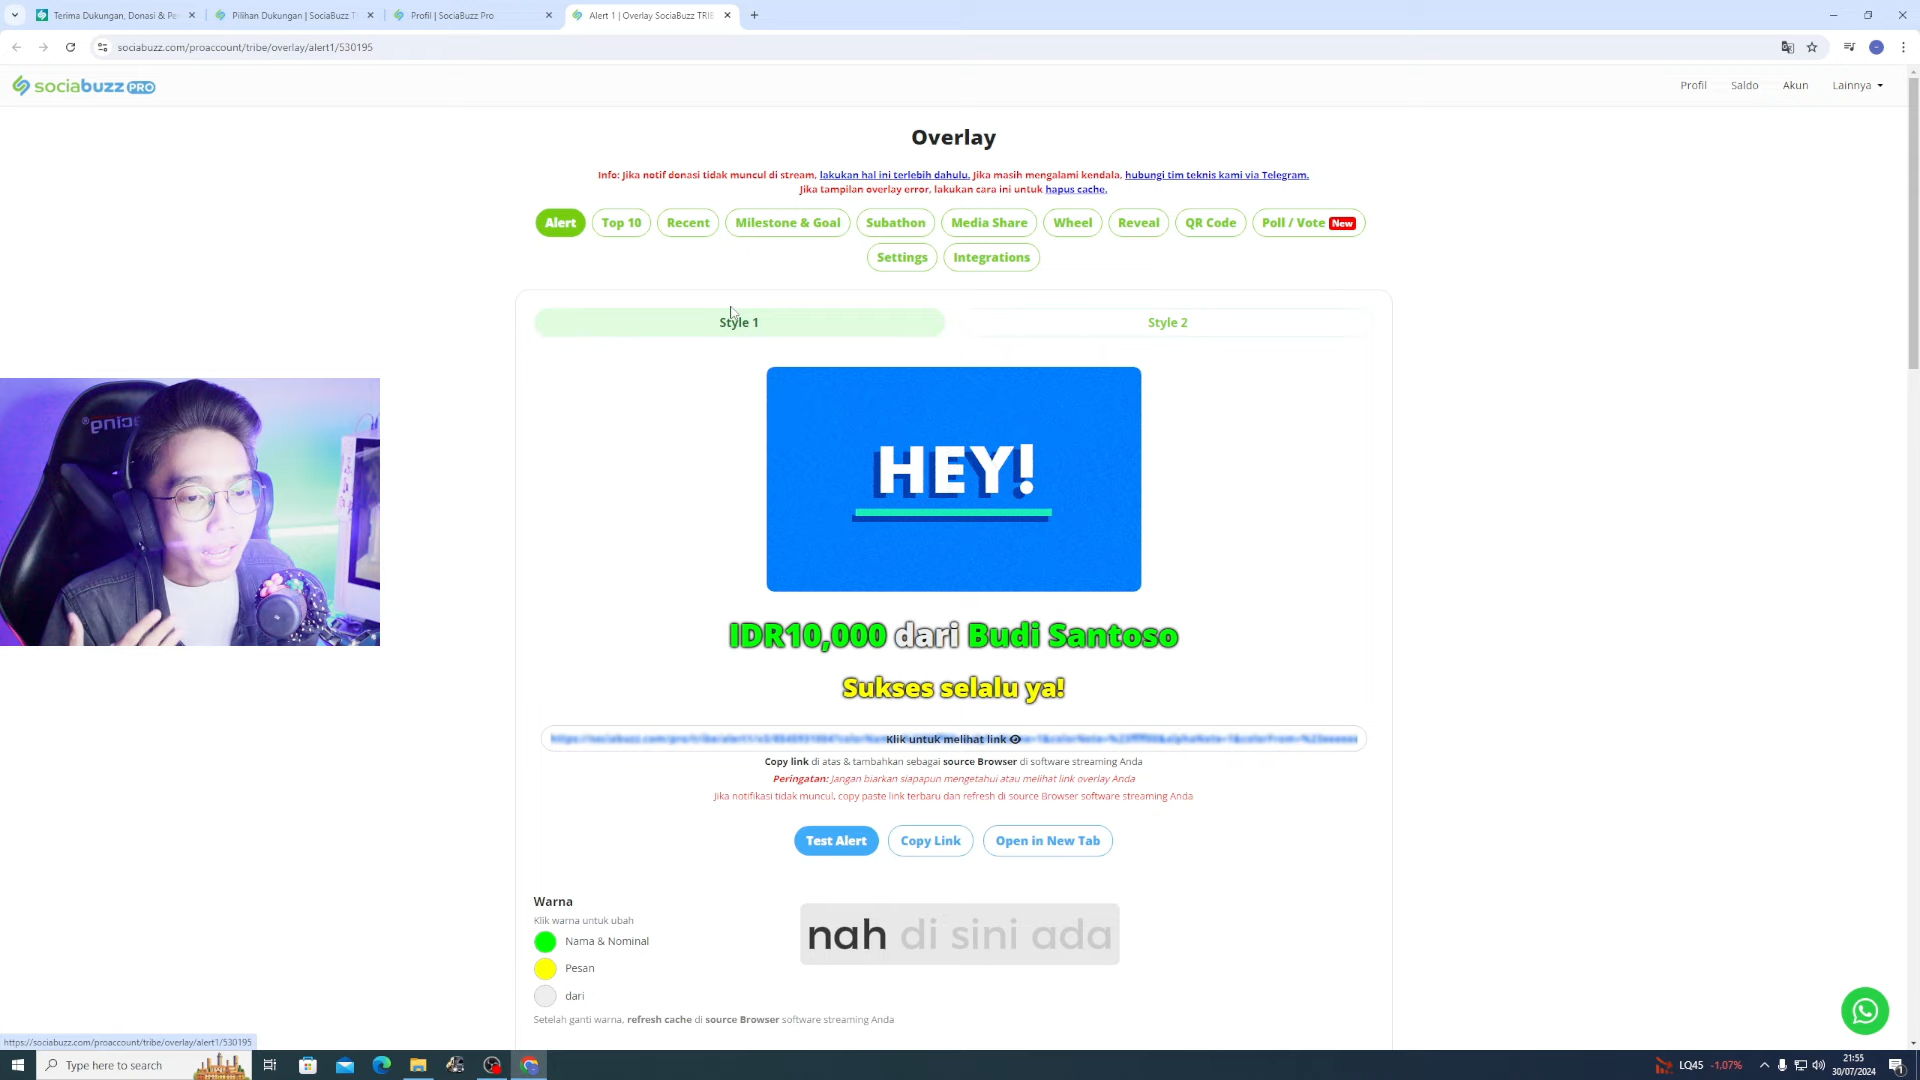 Terima Dukungan, Donasi & Pe
Pilihan Dukungan | SociaBuzz T
Profil | SociaBuzz Pro
Alert 1 | Overlay SociaBuzz TRIB
sociabuzz.com/proaccount/tribe/overlay/alert1/530195
sociabuzz PRO
Profil
Saldo
Akun
Lainnya
Overlay
Info: Jika notif donasi tidak muncul di stream, lakukan hal ini terlebih dahulu. Jika masih mengalami kendala, hubungi tim teknis kami via Telegram.
Jika tampilan overlay error, lakukan cara ini untuk hapus cache.
Alert
Top 10
Recent
Milestone & Goal
Subathon
Media Share
Wheel
Reveal
QR Code
Poll / Vote New
Settings
Integrations
Style 1
Style 2
HEY!
IDR10,000 dari Budi Santoso
Sukses selalu ya!
Klik untuk melihat link
Copy link di atas & tambahkan sebagai source Browser di software streaming Anda
Peringatan: Jangan biarkan siapapun mengetahui atau melihat link overlay Anda
Jika notifikasi tidak muncul, copy paste link terbaru dan refresh di source Browser software streaming Anda
Test Alert
Copy Link
Open in New Tab
Warna
Klik warna untuk ubah
Nama & Nominal
Pesan
dari
nah di sini ada
Setelah ganti warna, refresh cache di source Browser software streaming Anda
https://sociabuzz.com/proaccount/tribe/overlay/alert1/530195
Type here to search
LQ45 -1,07%
21:55
30/07/2024